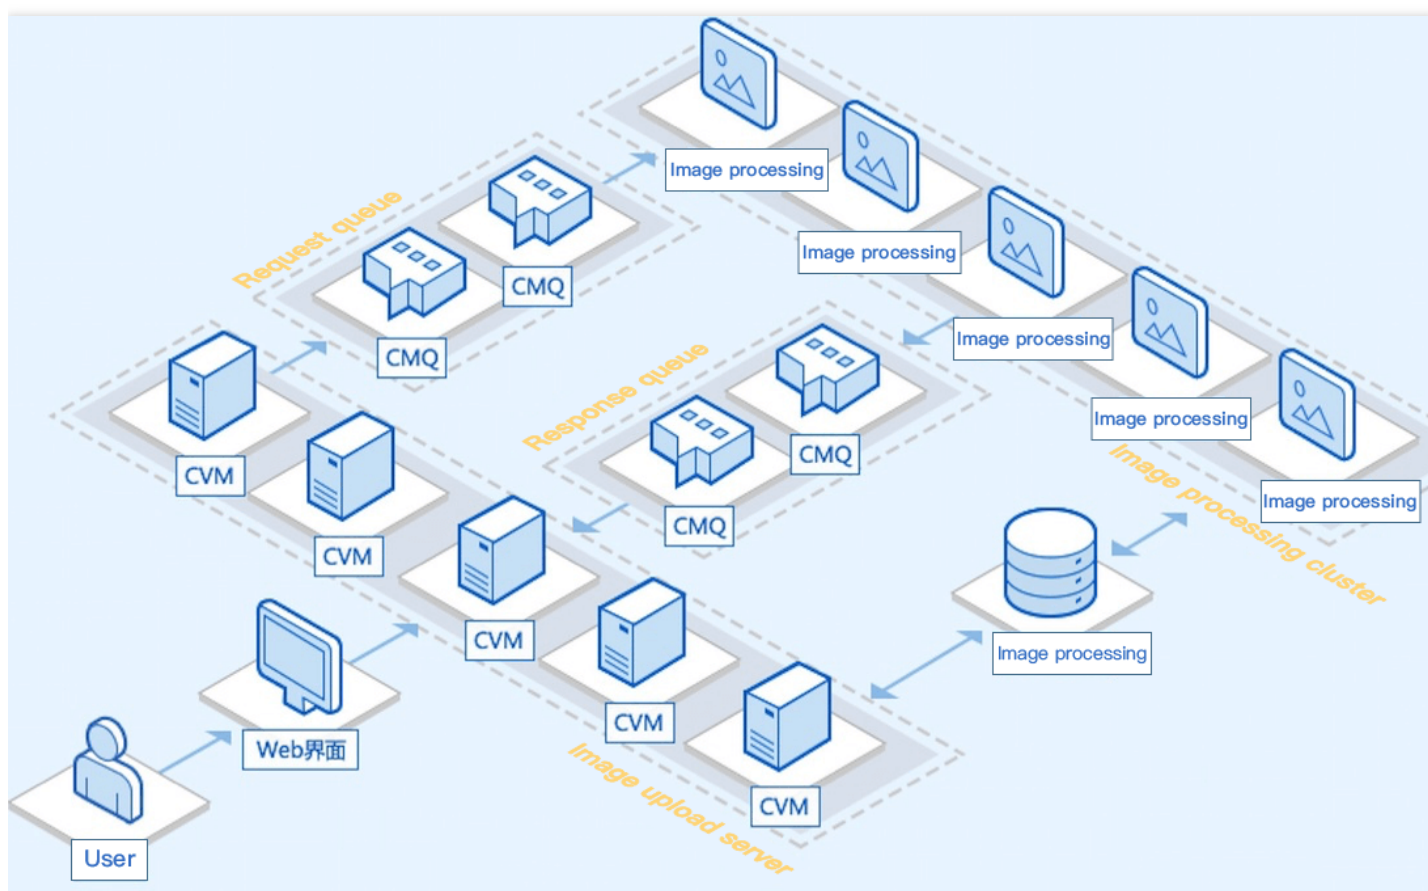 Image processing
Image processing
Request queue
CMQ
Image processing
CMQ
Response queue
Image processing
CMQ
Image processing
Image processing cluster
CVM
CMQ
CVM
CVM
Image processing
CVM
Web界面
Image upload server
CVM
User